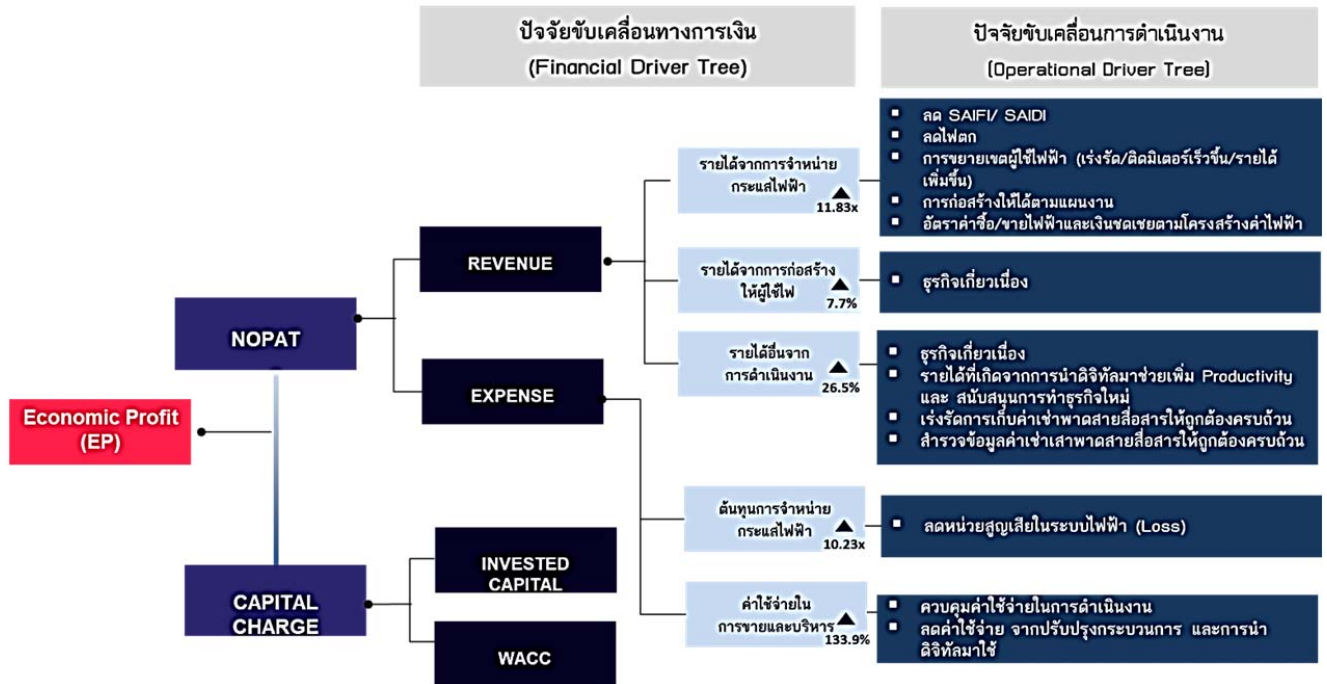 ปัจจัยขับเคลื่อนทางการเงิน
(Financial Driver Tree)
ปัจจัยขับเคลื่อนการดำเนินงาน
(Operational Driver Tree)
Economic Profit
(EP)
NOPAT
CAPITAL
CHARGE
REVENUE
EXPENSE
INVESTED
CAPITAL
WACC
รายได้จากการจำหน่าย
กระแสไฟฟ้า ▲
11.83x
▪ ลด SAIFI/ SAIDI
▪ ลดไฟตก
▪ การขยายเขตผู้ใช้ไฟฟ้า (เร่งรัด/ติดมิเตอร์เร็วขึ้น/รายได้
เพิ่มขึ้น)
▪ การก่อสร้างให้ได้ตามแผนงาน
▪ อัตราค่าซื้อ/ขายไฟฟ้าและเงินชดเชยตามโครงสร้างค่าไฟฟ้า
รายได้จากการก่อสร้าง
ให้ผู้ใช้ไฟ ▲
7.7%
▪ ธุรกิจเกี่ยวเนื่อง
รายได้อื่นจาก
การดำเนินงาน ▲
26.5%
▪ ธุรกิจเกี่ยวเนื่อง
▪ รายได้ที่เกิดจากการนำดิจิทัลมาช่วยเพิ่ม Productivity
และ สนับสนุนการทำธุรกิจใหม่
▪ เร่งรัดการเก็บค่าเช่าพาดสายสื่อสารให้ถูกต้องครบถ้วน
▪ สำรวจข้อมูลค่าเช่าเสาพาดสายสื่อสารให้ถูกต้องครบถ้วน
ต้นทุนการจำหน่าย
กระแสไฟฟ้า ▲
10.23x
▪ ลดหน่วยสูญเสียในระบบไฟฟ้า (Loss)
ค่าใช้จ่ายใน
การขายและบริหาร ▲
133.9%
▪ ควบคุมค่าใช้จ่ายในการดำเนินงาน
▪ ลดค่าใช้จ่าย จากปรับปรุงกระบวนการ และการนำ
ดิจิทัลมาใช้